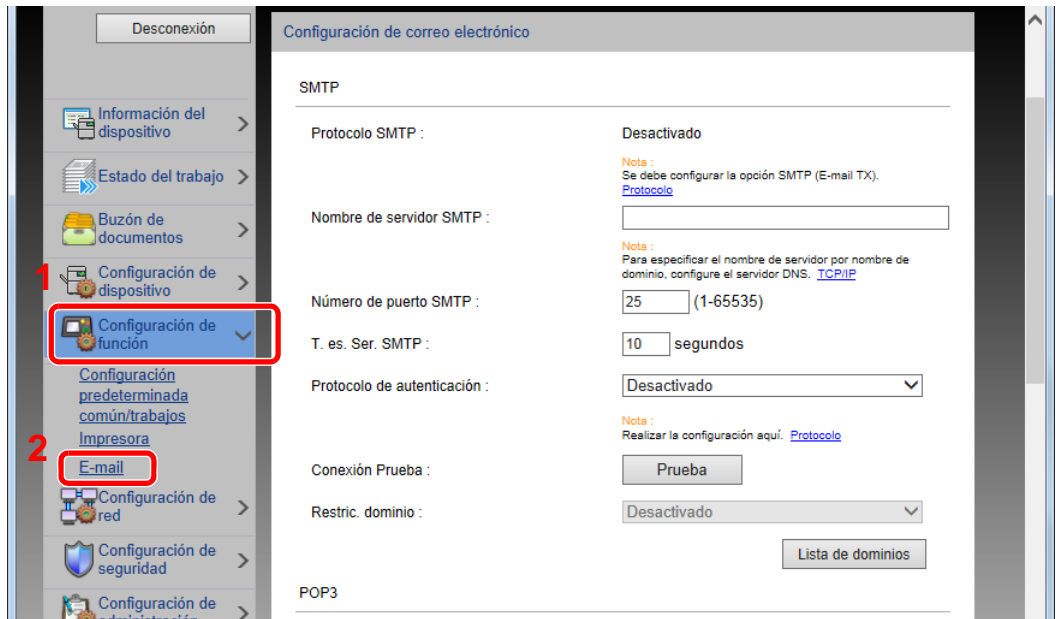 Desconexión
Información del
dispositivo
Estado del trabajo
Buzón de
documentos
1
Configuración de
dispositivo
Configuración de
función
Configuración
predeterminada
común/trabajos
Impresora
2
E-mail
Configuración de
red
Configuración de
seguridad
Configuración de
administración
Configuración de correo electrónico
SMTP
Protocolo SMTP :
Desactivado
Nota :
Se debe configurar la opción SMTP (E-mail TX).
Protocolo
Nombre de servidor SMTP :
Nota :
Para especificar el nombre de servidor por nombre de
dominio, configure el servidor DNS. TCP/IP
Número de puerto SMTP :
25 (1-65535)
T. es. Ser. SMTP :
10 segundos
Protocolo de autenticación :
Desactivado
Nota :
Realizar la configuración aquí. Protocolo
Conexión Prueba :
Prueba
Restric. dominio :
Desactivado
Lista de dominios
POP3